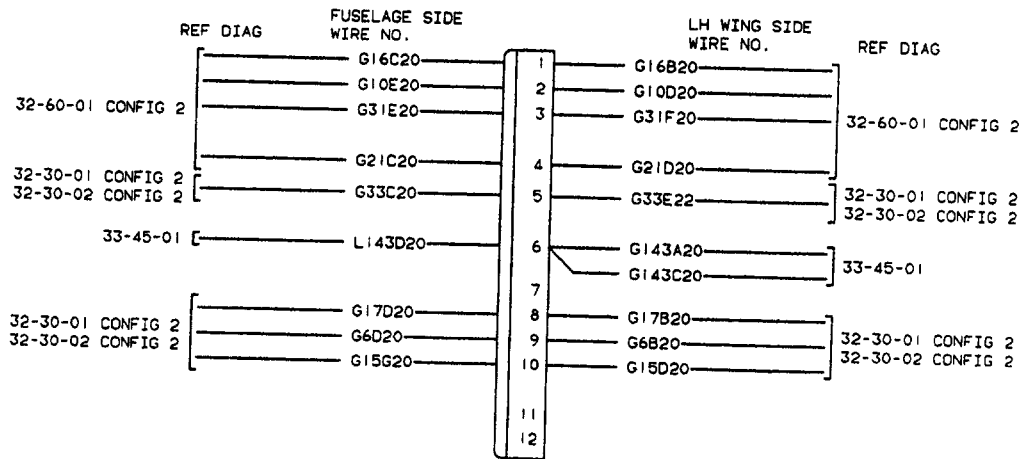 FUSELAGE SIDE
WIRE NO.
REF DIAG
LH WING SIDE
WIRE NO.
REF DIAG
G16C20 1 G16B20
G10E20 2 G10D20
32-60-01 CONFIG 2 G31E20 3 G31F20 32-60-01 CONFIG 2
G21C20 4 G21D20
32-30-01 CONFIG 2
32-30-02 CONFIG 2 G33C20 5 G33E22 32-30-01 CONFIG 2
32-30-02 CONFIG 2
33-45-01 L143D20 6 G143A20
G143C20 33-45-01
7
G17D20 8 G17B20
32-30-01 CONFIG 2
32-30-02 CONFIG 2 G6D20 9 G6B20 32-30-01 CONFIG 2
32-30-02 CONFIG 2
G15G20 10 G15D20
11
12